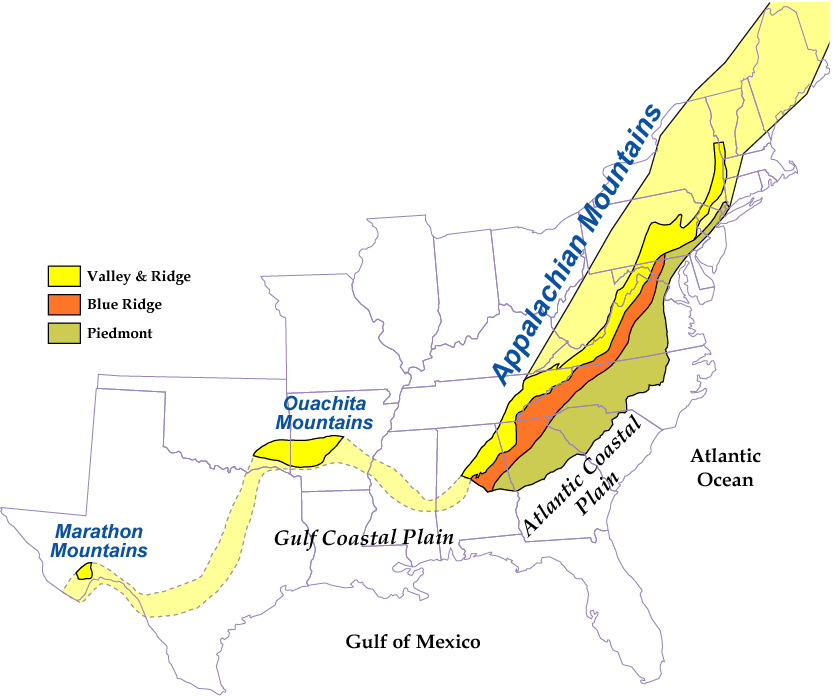 Appalachian Mountains
Valley & Ridge
Blue Ridge
Piedmont
Ouachita
Mountains
Atlantic
Ocean
Atlantic Coastal
Plain
Marathon
Mountains
Gulf Coastal Plain
Gulf of Mexico